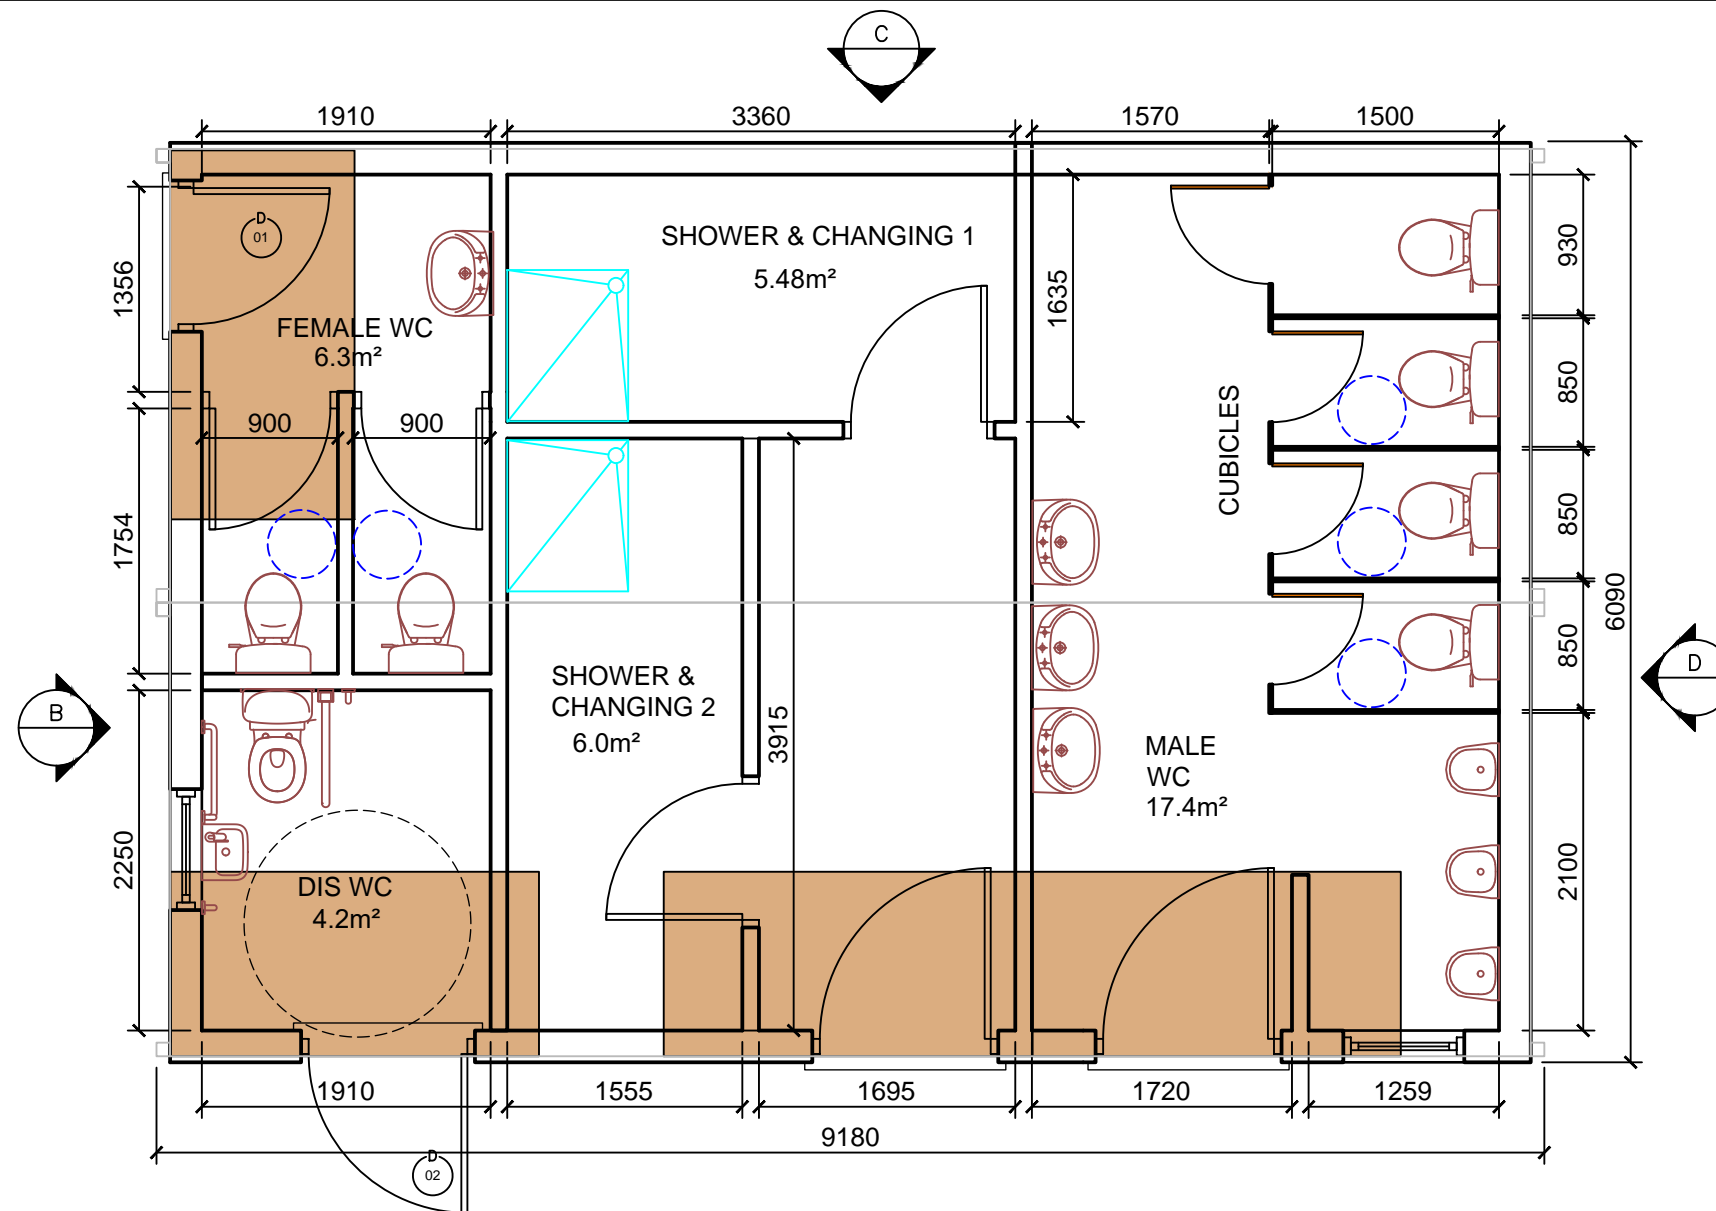 C
1910
3360
1570
1500
D
01
1356
FEMALE WC
6.3m²
SHOWER & CHANGING 1
5.48m²
1635
930
900
900
CUBICLES
850
1754
850
6090
850
SHOWER &
CHANGING 2
6.0m²
3915
MALE
WC
17.4m²
B
D
2250
DIS WC
4.2m²
2100
1910
1555
1695
1720
1259
9180
D
02